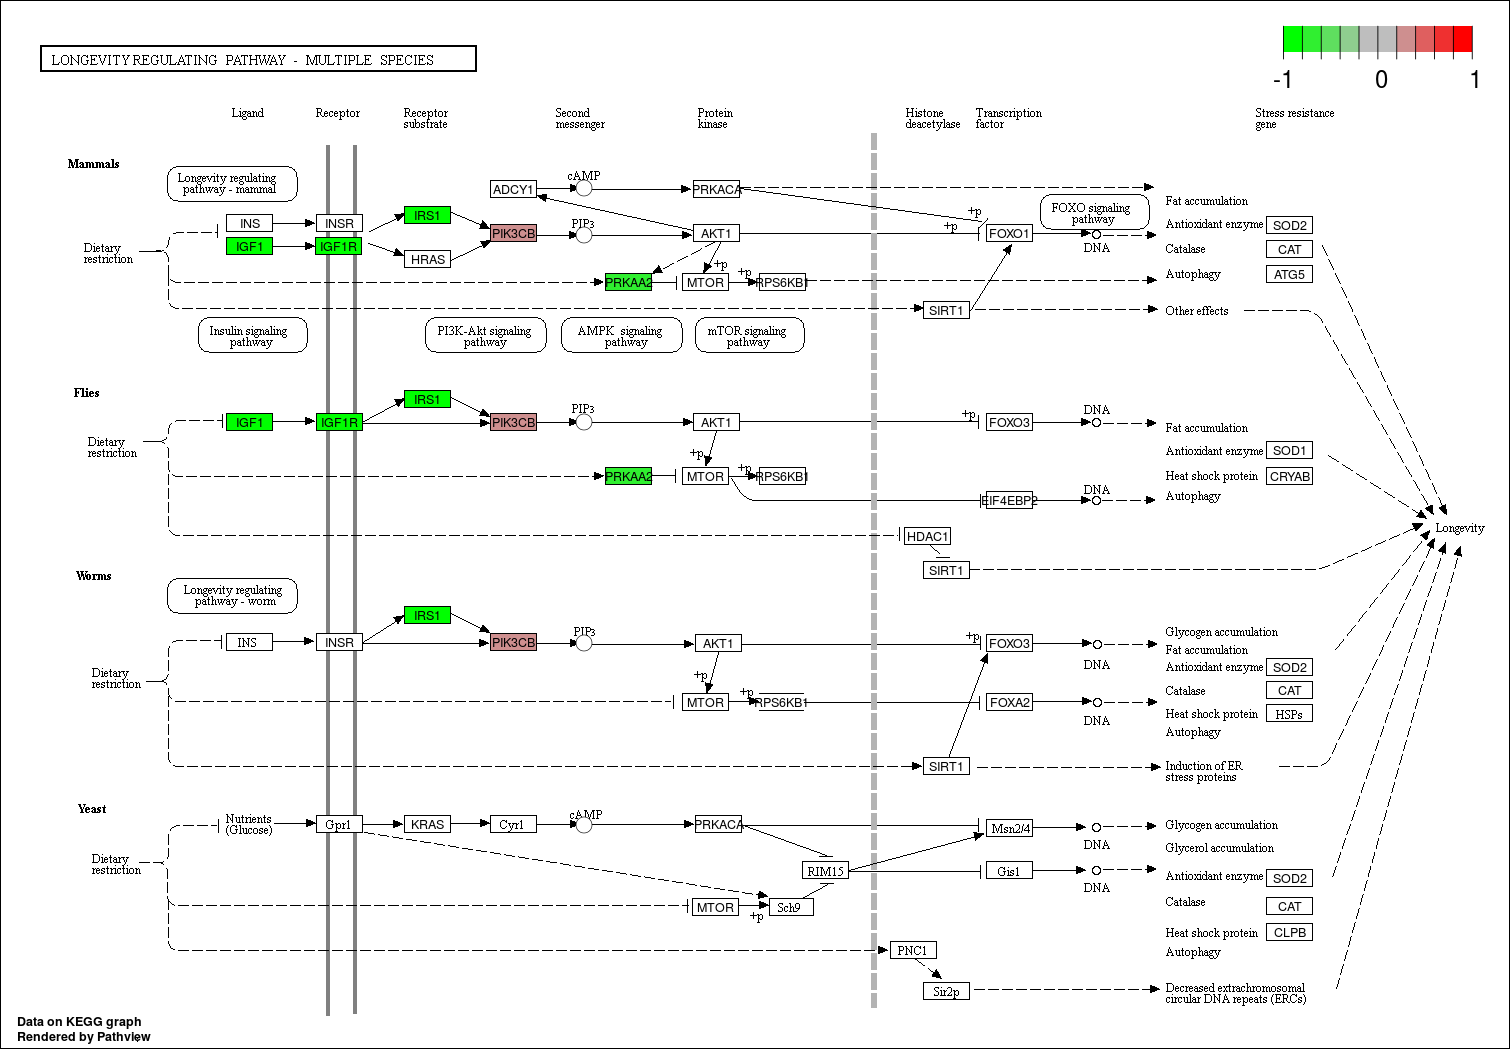 LONGEVITY REGULATING PATHWAY - MULTIPLE SPECIES
-1 0 1
Ligand
Receptor
Receptor
substrate
Second
messenger
Protein
kinase
Histone
deacetylase
Transcription
factor
Stress resistance
gene
Mammals
Longevity regulating
pathway - mammal
ADCY1
cAMP
PRKACA
FOXO signaling
pathway
Fat accumulation
INS
INSR
IRS1
PIK3CB
PIP3
AKT1
+p
+p
FOXO1
DNA
Antioxidant enzyme
SOD2
IGF1
IGF1R
HRAS
Dietary
restriction
Catalase
CAT
PRKAA2
+p
MTOR
+p
RPS6KB1
Autophagy
ATG5
SIRT1
Other effects
Insulin signaling
pathway
PI3K-Akt signaling
pathway
AMPK signaling
pathway
mTOR signaling
pathway
Flies
IGF1
IGF1R
IRS1
PIK3CB
PIP3
AKT1
+p
FOXO3
DNA
Fat accumulation
Dietary
restriction
Antioxidant enzyme
SOD1
PRKAA2
+p
MTOR
+p
RPS6KB1
Heat shock protein
CRYAB
EIF4EBP2
DNA
Autophagy
HDAC1
SIRT1
Longevity
Worms
Longevity regulating
pathway - worm
INS
INSR
IRS1
PIK3CB
PIP3
AKT1
+p
FOXO3
DNA
Glycogen accumulation
Fat accumulation
Antioxidant enzyme
SOD2
Dietary
restriction
+p
MTOR
+p
RPS6KB1
FOXA2
DNA
Catalase
CAT
Heat shock protein
HSPs
Autophagy
SIRT1
Induction of ER
stress proteins
Yeast
Nutrients
(Glucose)
Gpr1
KRAS
Cyr1
cAMP
PRKACA
Msn2/4
DNA
Glycogen accumulation
Glycerol accumulation
Dietary
restriction
RIM15
Gis1
DNA
Antioxidant enzyme
SOD2
MTOR
+p
Sch9
Catalase
CAT
Heat shock protein
CLPB
Autophagy
PNC1
Sir2p
Decreased extrachromosomal
circular DNA repeats (ERCs)
Data on KEGG graph
Rendered by Pathview